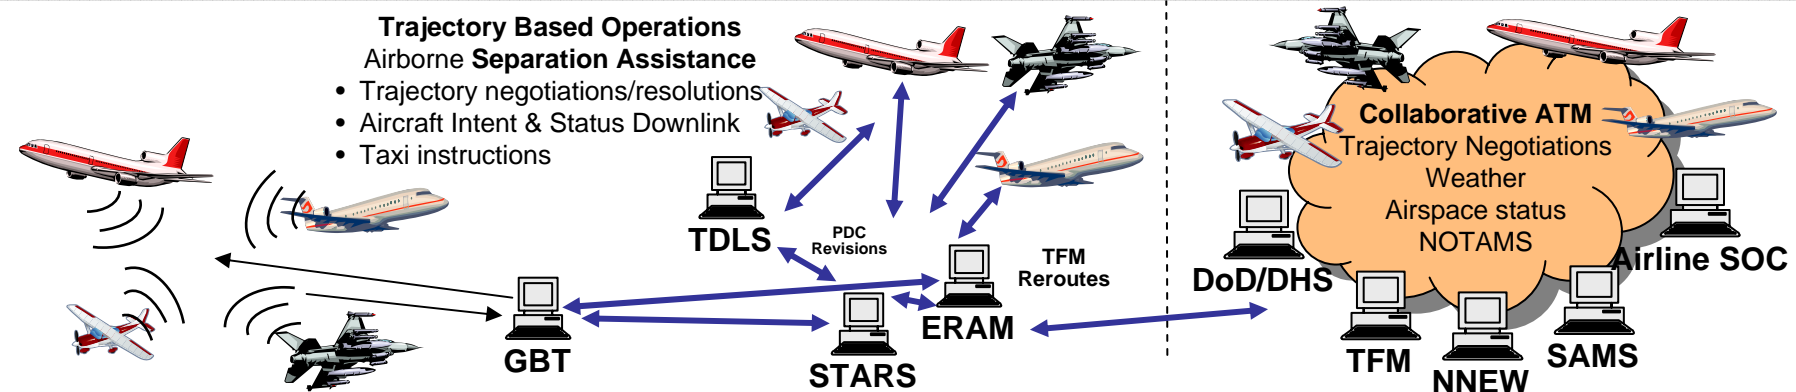 Trajectory Based Operations
Airborne Separation Assistance
• Trajectory negotiations/resolutions
• Aircraft Intent & Status Downlink
• Taxi instructions
TDLS
PDC
Revisions
TFM
Reroutes
GBT
STARS
ERAM
Collaborative ATM
Trajectory Negotiations
Weather
Airspace status
NOTAMS
DoD/DHS
Airline SOC
TFM
NNEW
SAMS